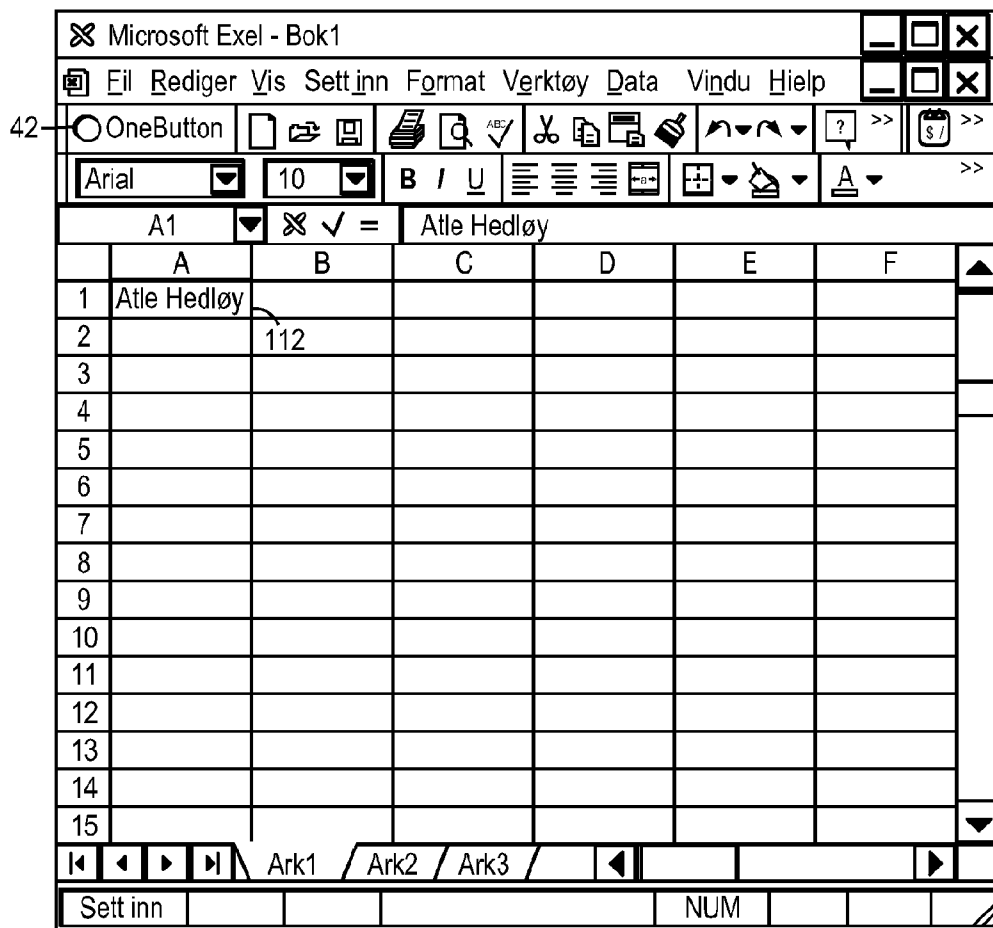 Microsoft Exel - Bok1
Fil Rediger Vis Sett inn Format Verktøy Data Vindu Hielp
42 OneButton ABC ? >> $ / >>
Arial 10 B I U a A >>
A1 = Atle Hedløy
A B C D E F
1 Atle Hedløy
2 112
3
4
5
6
7
8
9
10
11
12
13
14
15
Ark1 Ark2 Ark3
Sett inn NUM